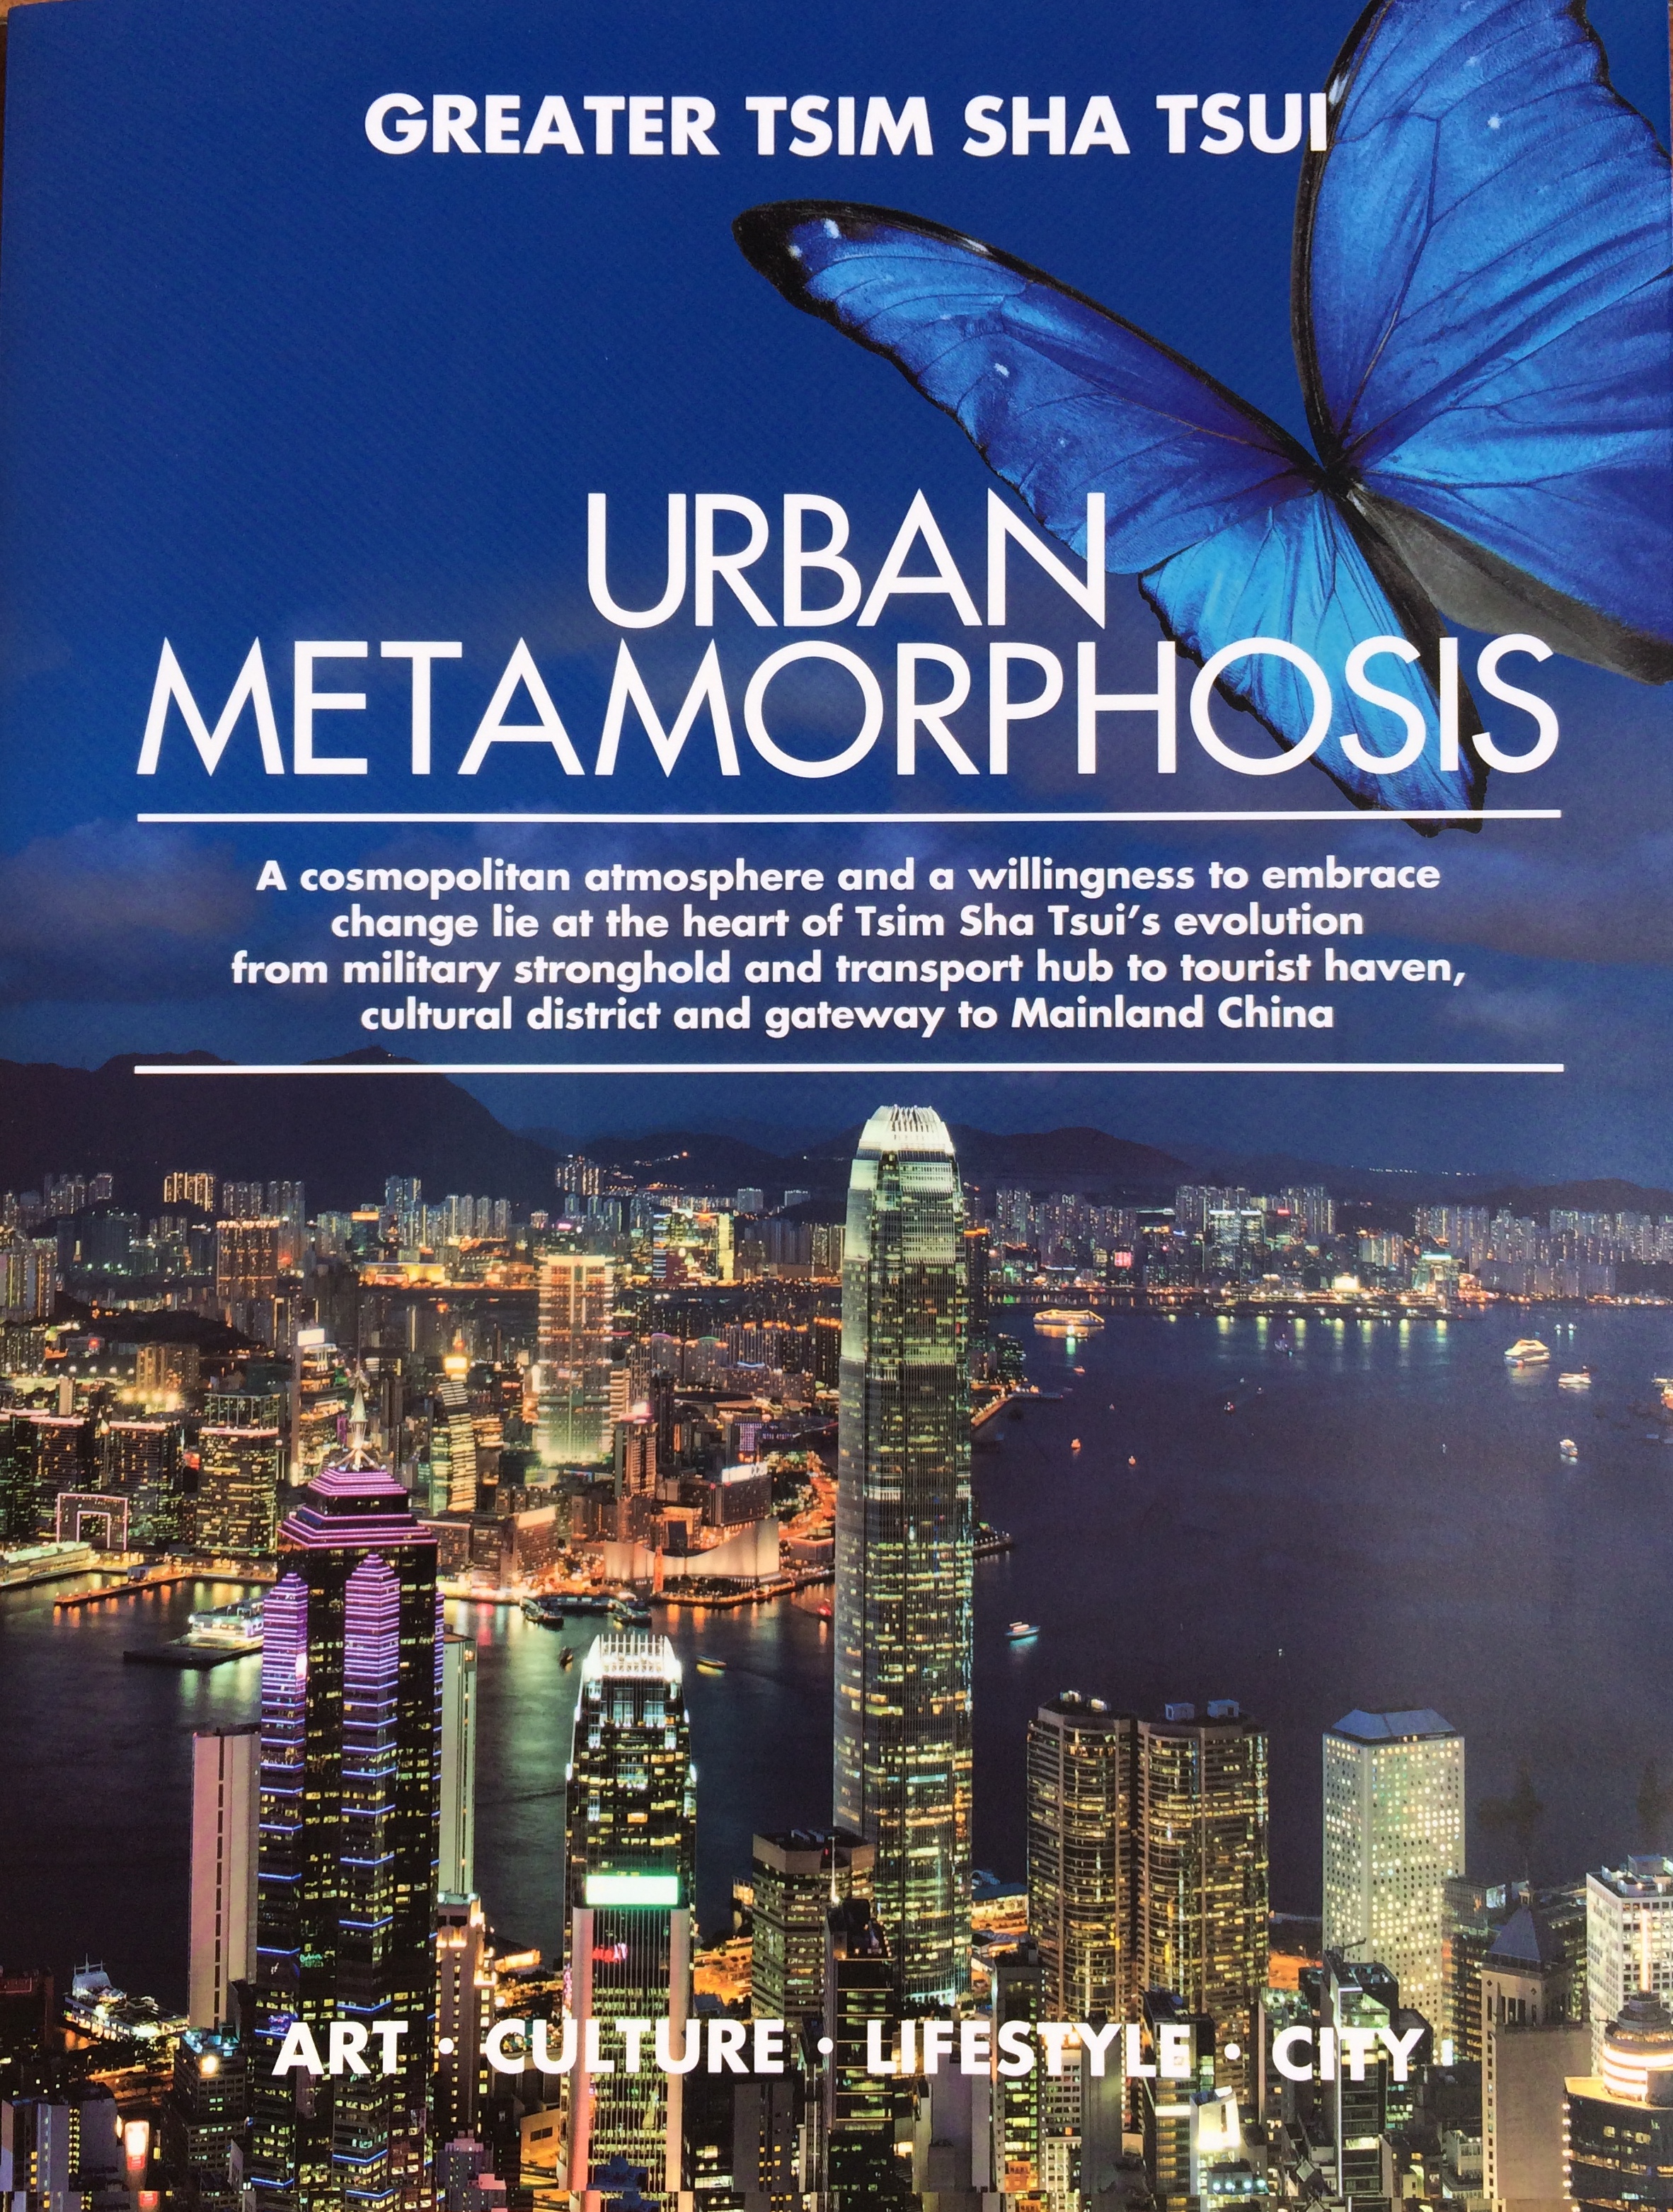 GREATER TSIM SHA TSUI
URBAN
METAMORPHOSIS
A cosmopolitan atmosphere and a willingness to embrace
change lie at the heart of Tsim Sha Tsui’s evolution
from military stronghold and transport hub to tourist haven,
cultural district and gateway to Mainland China
ART · CULTURE · LIFESTYLE · CITY